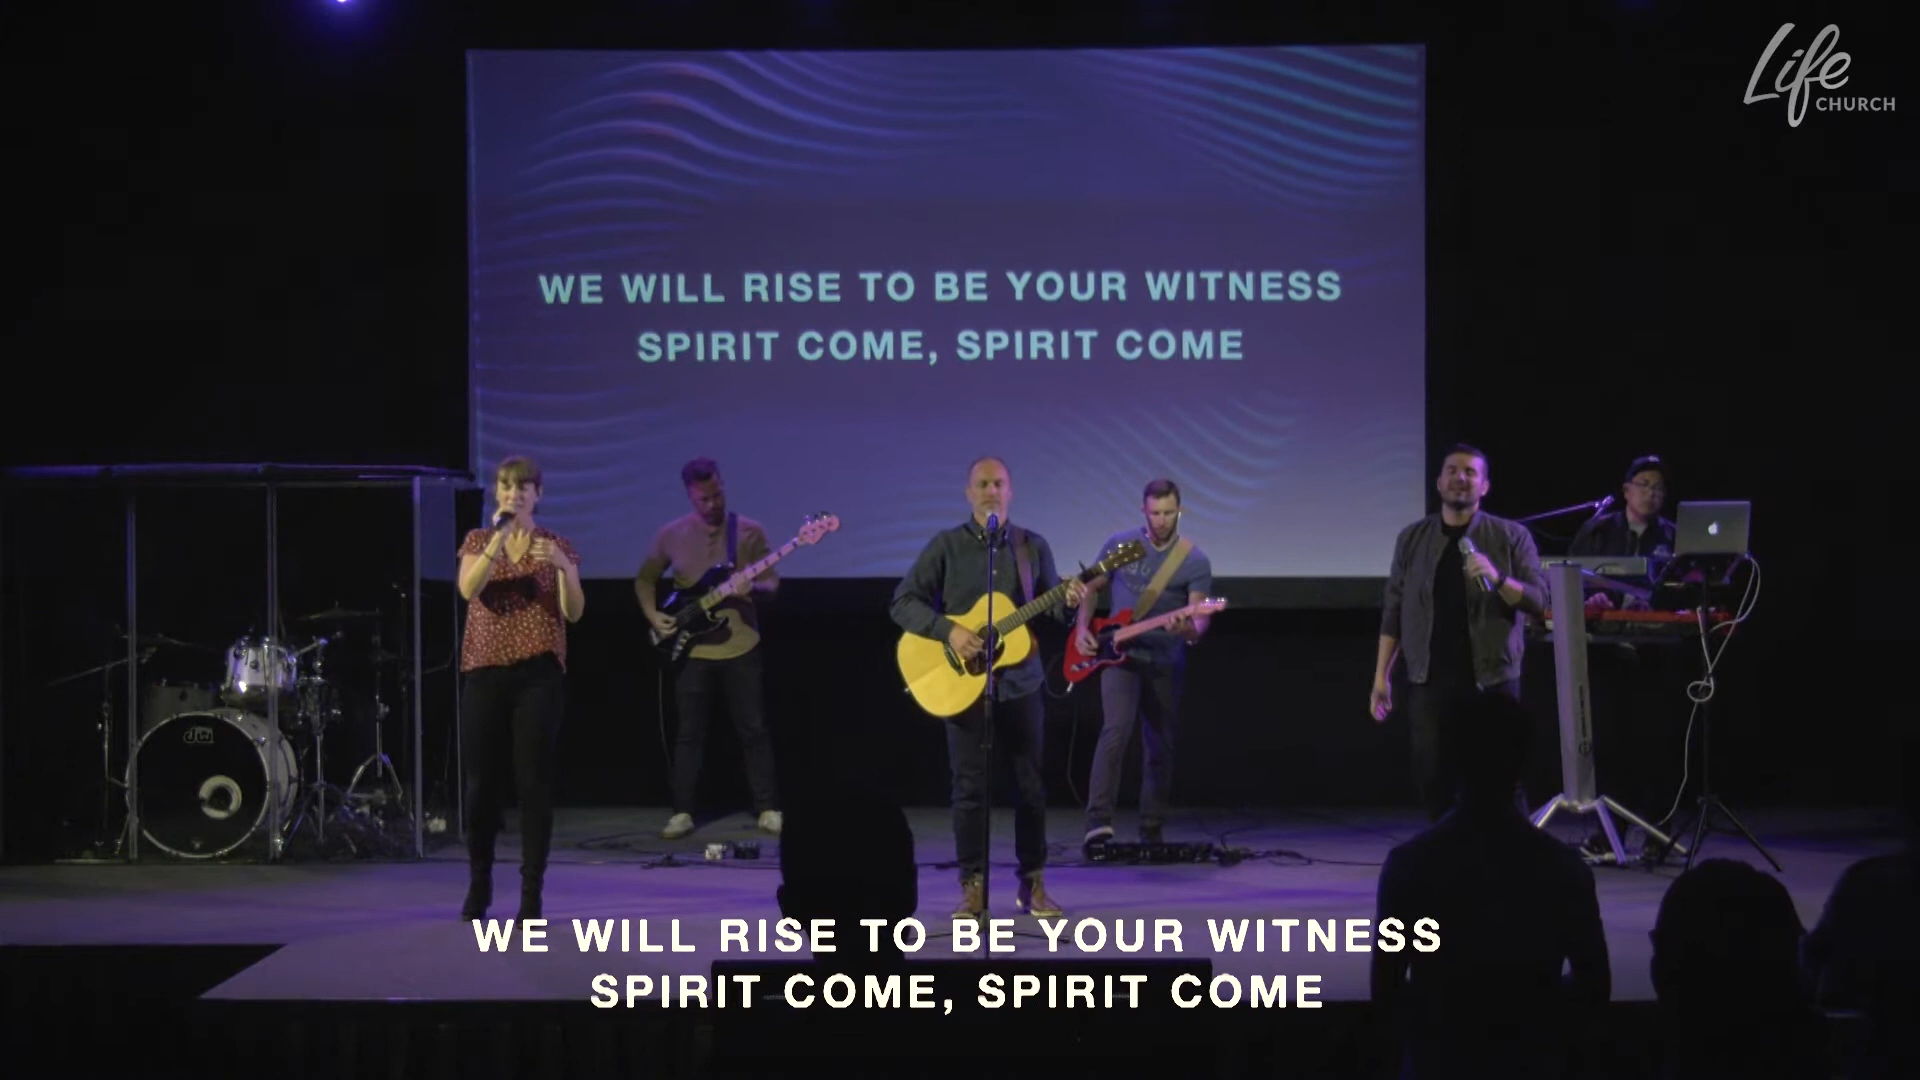 Life
CHURCH
WE WILL RISE TO BE YOUR WITNESS
SPIRIT COME, SPIRIT COME
dw
WE WILL RISE TO BE YOUR WITNESS
SPIRIT COME, SPIRIT COME